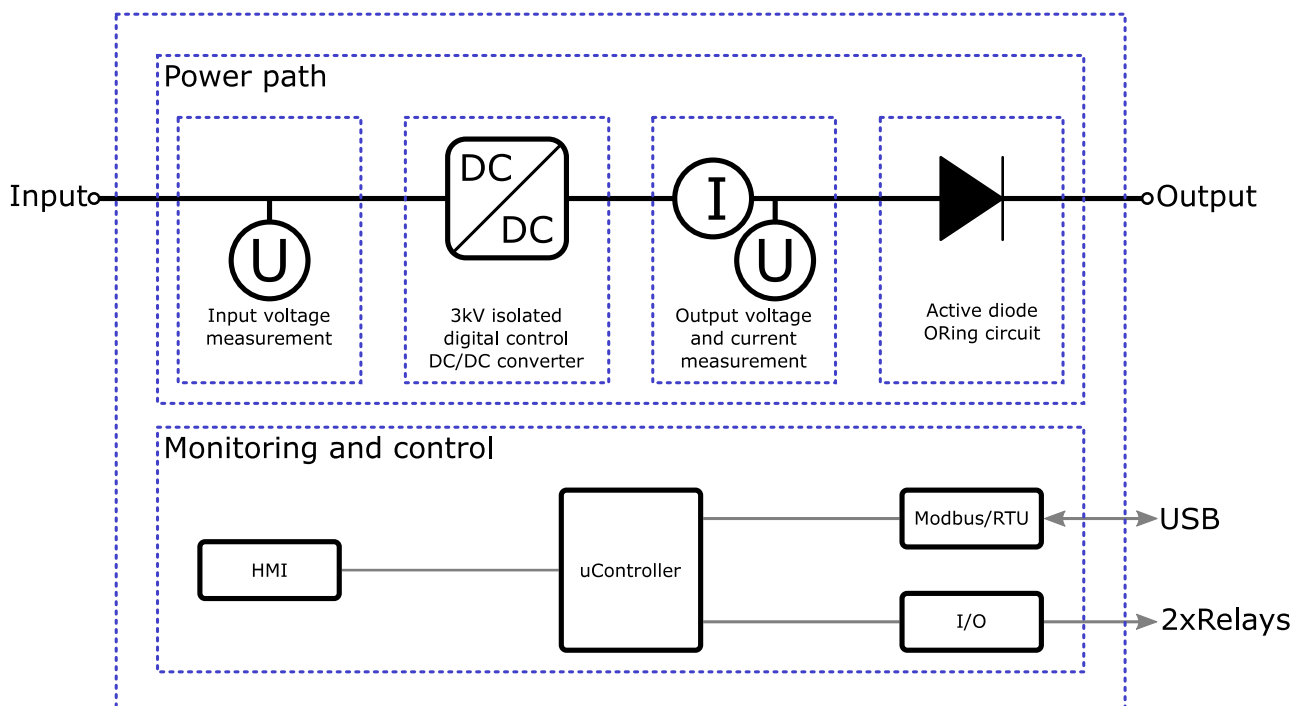 Power path
Input
U
Input voltage
measurement
DC
DC
3kV isolated
digital control
DC/DC converter
I
U
Output voltage
and current
measurement
Active diode
ORing circuit
Output
Monitoring and control
HMI
uController
Modbus/RTU
USB
I/O
2xRelays